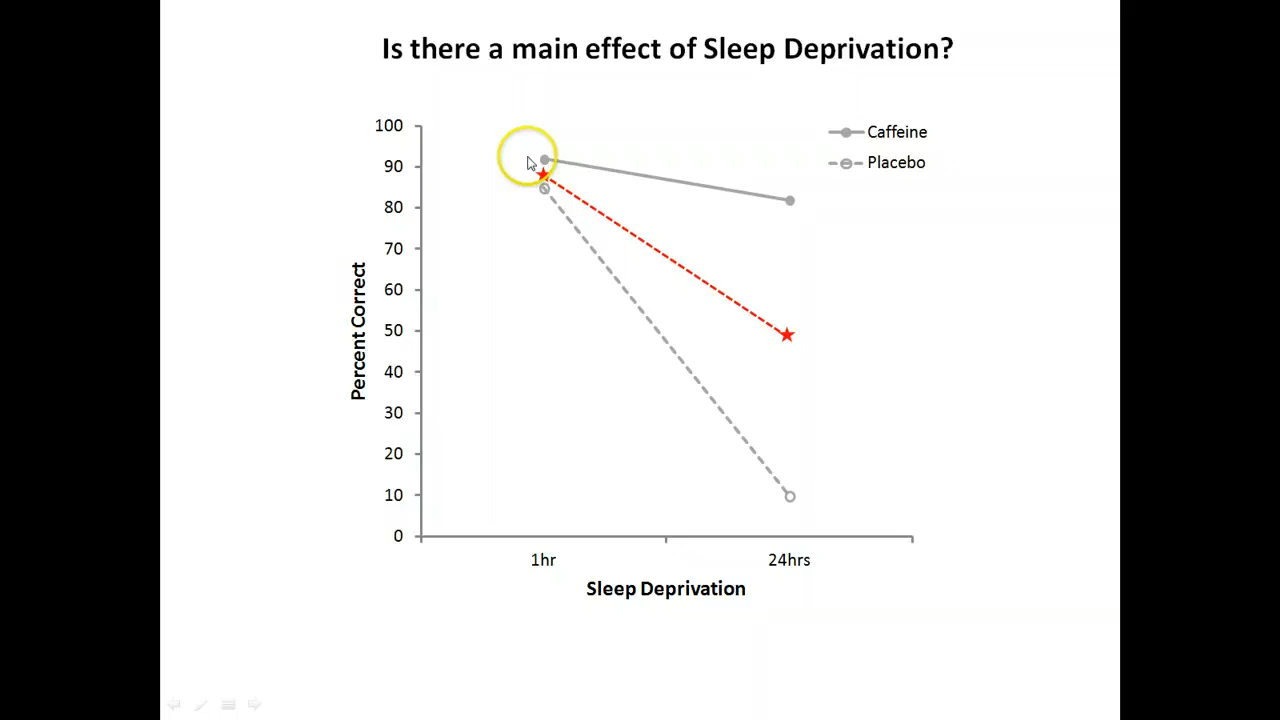 Is there a main effect of Sleep Deprivation?
Caffeine
Placebo
Percent Correct
100
90
80
70
60
50
40
30
20
10
0
1hr 24hrs
Sleep Deprivation